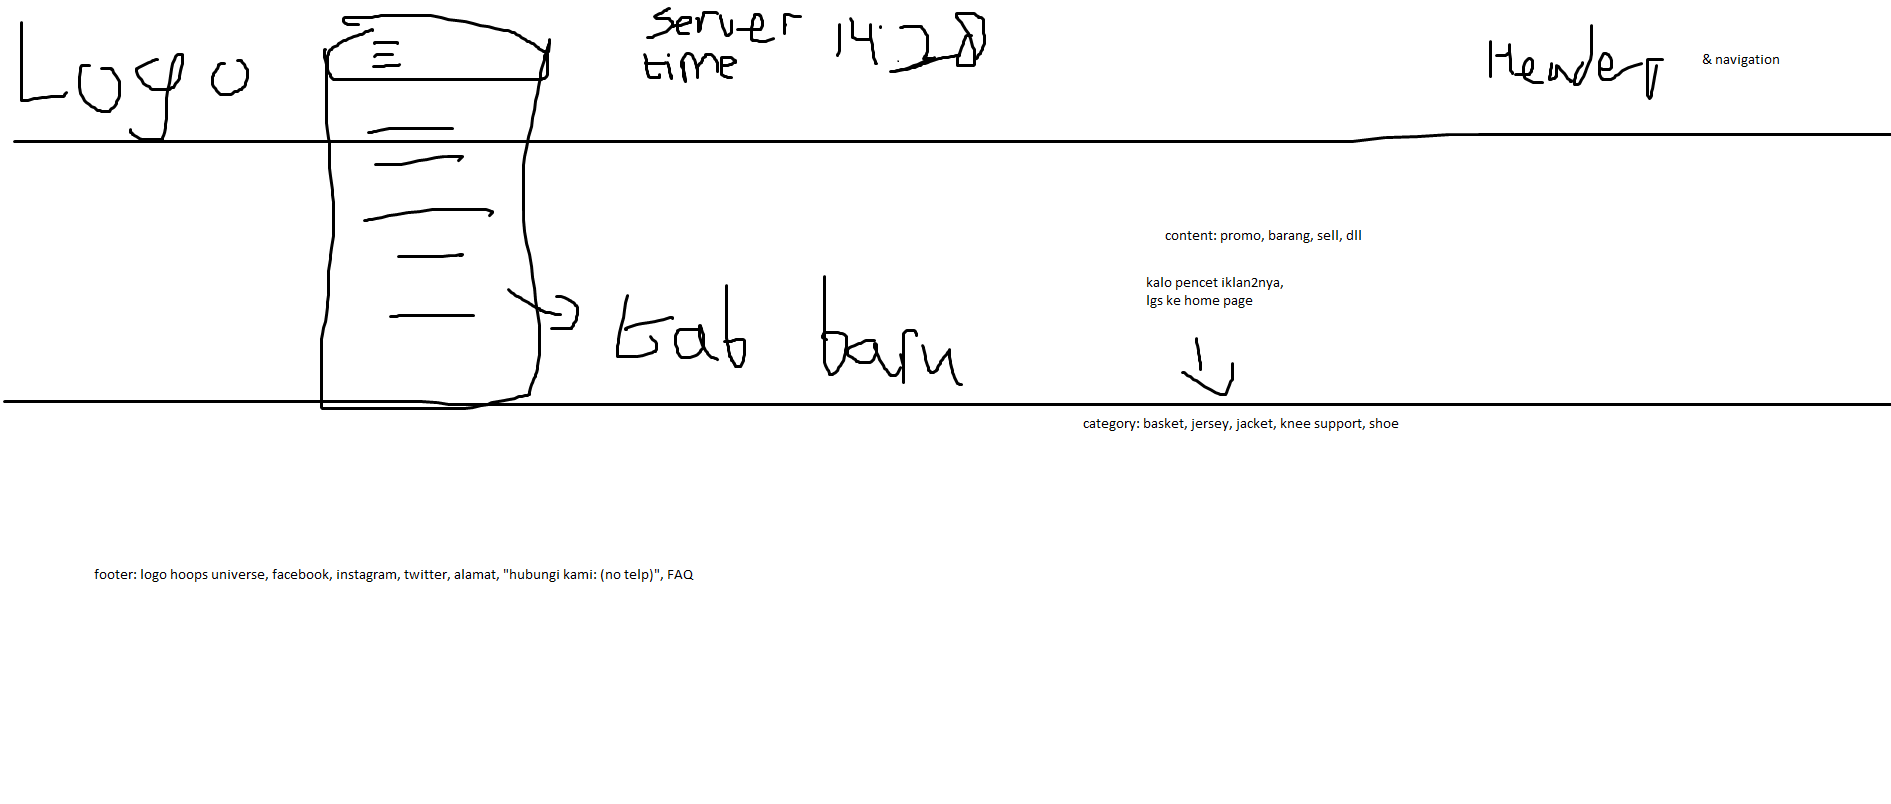 Logo
server 14:28
time
Header
& navigation
content: promo, barang, sell, dll
kalo pencet iklan2nya,
lgs ke home page
tab baru
category: basket, jersey, jacket, knee support, shoe
footer: logo hoops universe, facebook, instagram, twitter, alamat, "hubungi kami: (no telp)", FAQ